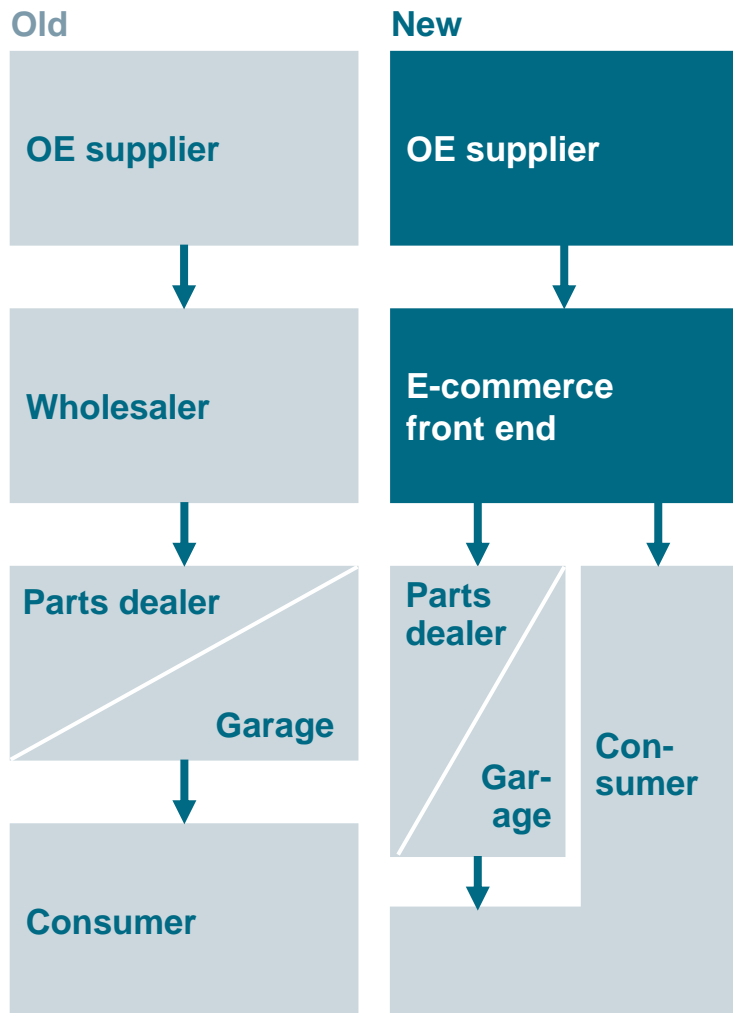 Old
OE supplier
Wholesaler
Parts dealer
Garage
Consumer
New
OE supplier
E-commerce
front end
Parts
dealer
Gar-
age
Con-
sumer